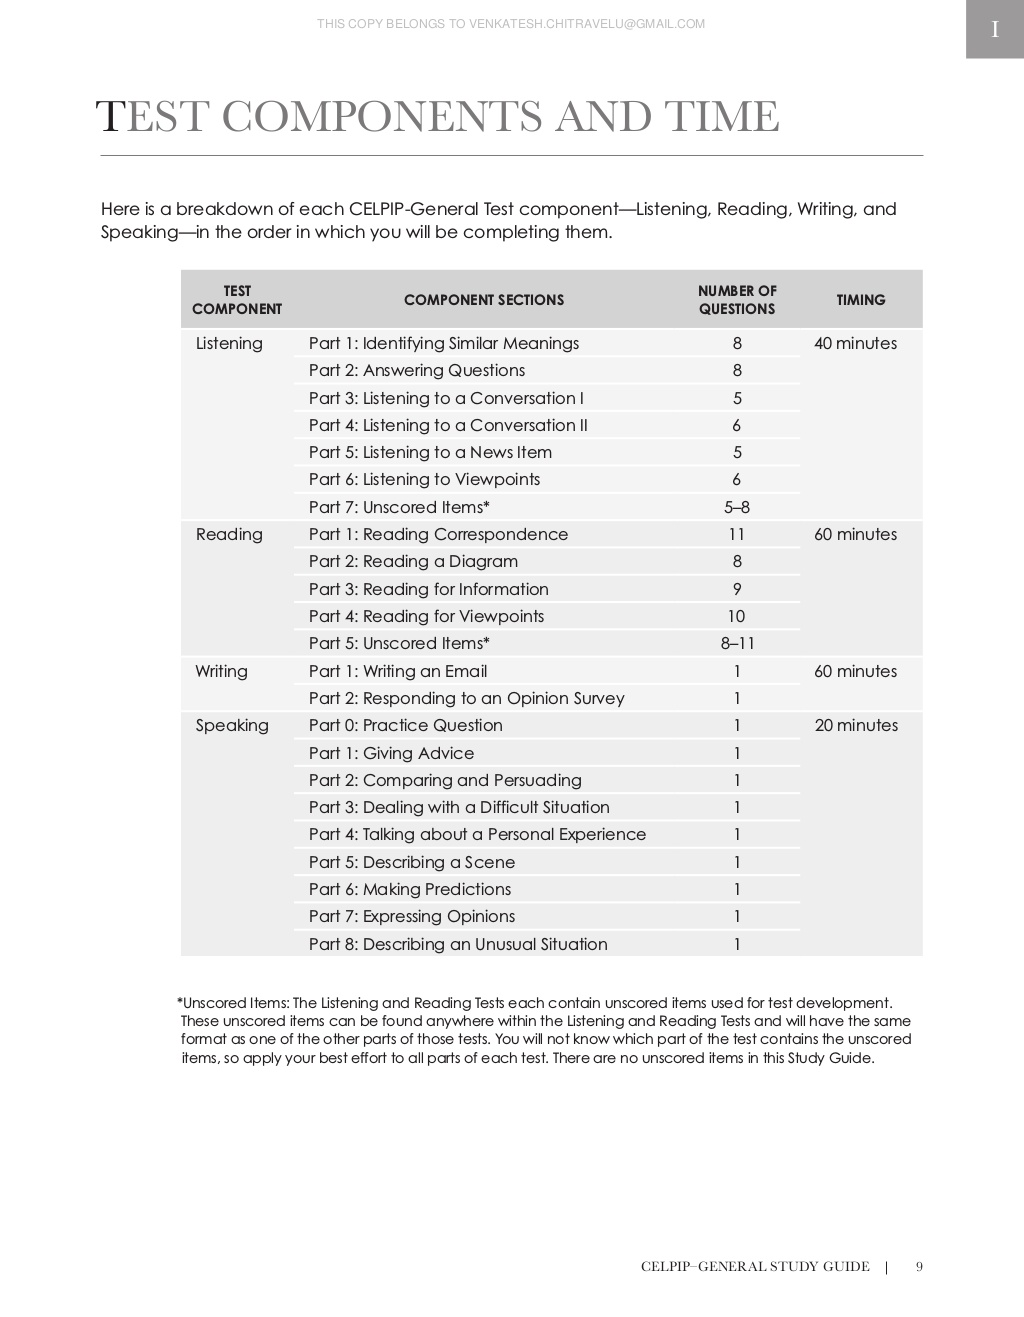 THIS COPY BELONGS TO VENKATESH.CHITRAVELU@GMAIL.COM
I
TEST COMPONENTS AND TIME
Here is a breakdown of each CELPIP-General Test component—Listening, Reading, Writing, and
Speaking—in the order in which you will be completing them.
TEST COMPONENT COMPONENT SECTIONS NUMBER OF QUESTIONS TIMING
Listening Part 1: Identifying Similar Meanings 8 40 minutes
Part 2: Answering Questions 8
Part 3: Listening to a Conversation I 5
Part 4: Listening to a Conversation II 6
Part 5: Listening to a News Item 5
Part 6: Listening to Viewpoints 6
Part 7: Unscored Items* 5–8
Reading Part 1: Reading Correspondence 11 60 minutes
Part 2: Reading a Diagram 8
Part 3: Reading for Information 9
Part 4: Reading for Viewpoints 10
Part 5: Unscored Items* 8–11
Writing Part 1: Writing an Email 1 60 minutes
Part 2: Responding to an Opinion Survey 1
Speaking Part 0: Practice Question 1 20 minutes
Part 1: Giving Advice 1
Part 2: Comparing and Persuading 1
Part 3: Dealing with a Difficult Situation 1
Part 4: Talking about a Personal Experience 1
Part 5: Describing a Scene 1
Part 6: Making Predictions 1
Part 7: Expressing Opinions 1
Part 8: Describing an Unusual Situation 1
*Unscored Items: The Listening and Reading Tests each contain unscored items used for test development.
These unscored items can be found anywhere within the Listening and Reading Tests and will have the same
format as one of the other parts of those tests. You will not know which part of the test contains the unscored
items, so apply your best effort to all parts of each test. There are no unscored items in this Study Guide.
CELPIP–GENERAL STUDY GUIDE | 9